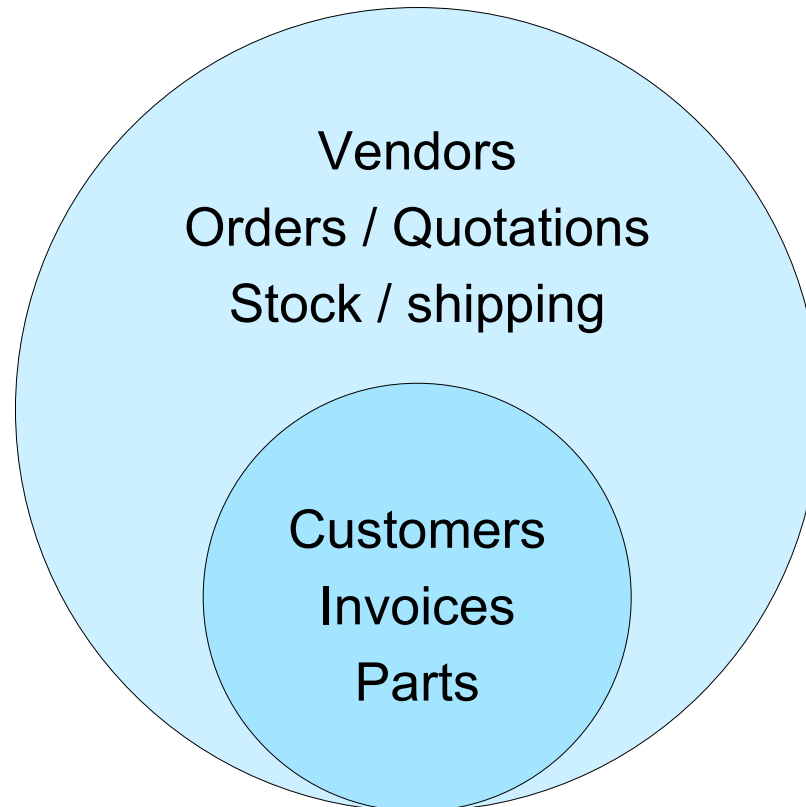 Vendors
Orders / Quotations
Stock / shipping
Customers
Invoices
Parts